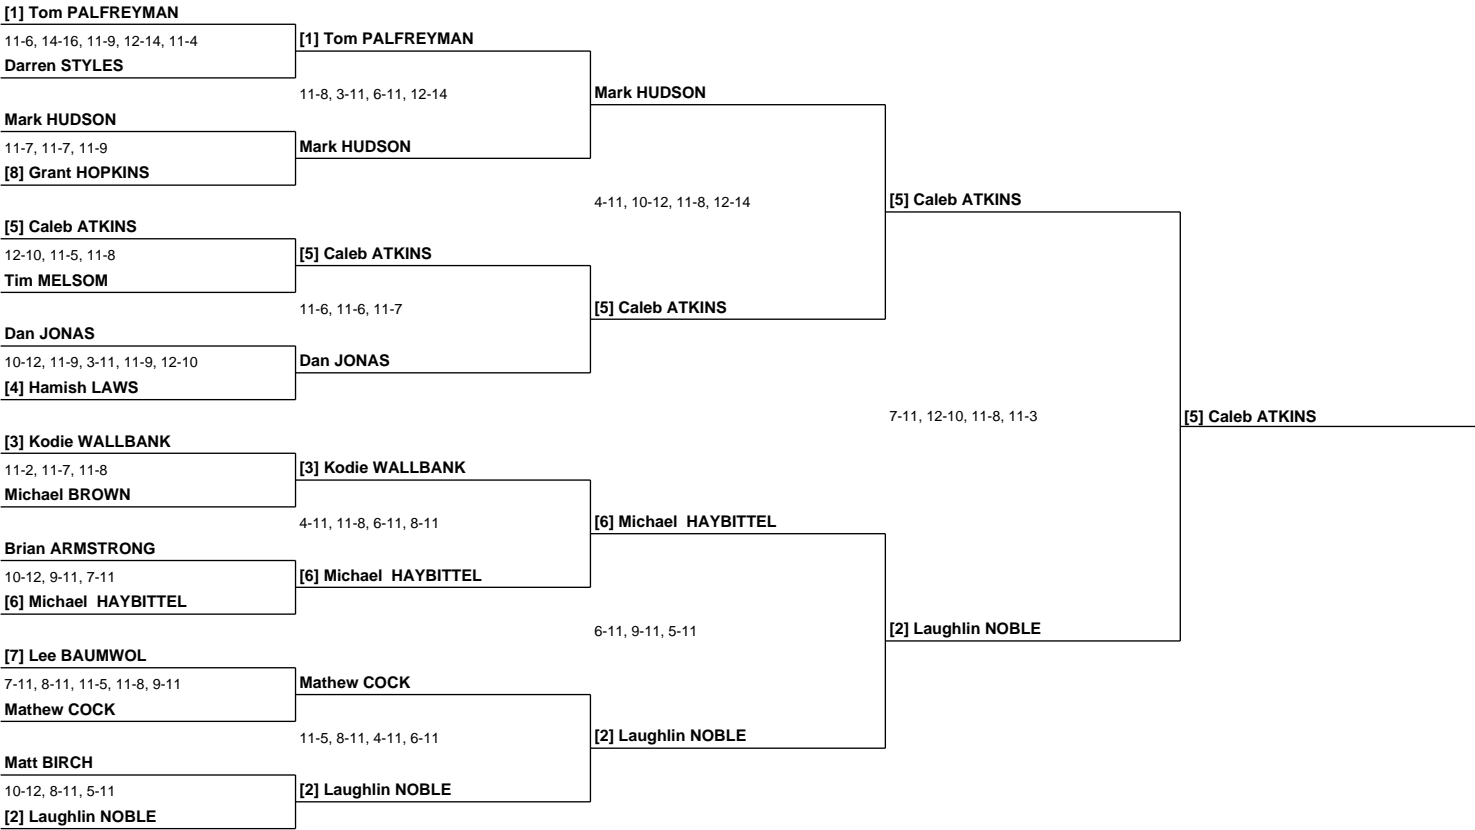 [1] Tom PALFREYMAN
11-6, 14-16, 11-9, 12-14, 11-4
Darren STYLES
Mark HUDSON
11-7, 11-7, 11-9
[8] Grant HOPKINS
[5] Caleb ATKINS
12-10, 11-5, 11-8
Tim MELSOM
Dan JONAS
10-12, 11-9, 3-11, 11-9, 12-10
[4] Hamish LAWS
[3] Kodie WALLBANK
11-2, 11-7, 11-8
Michael BROWN
Brian ARMSTRONG
10-12, 9-11, 7-11
[6] Michael  HAYBITTEL
[7] Lee BAUMWOL
7-11, 8-11, 11-5, 11-8, 9-11
Mathew COCK
Matt BIRCH
10-12, 8-11, 5-11
[2] Laughlin NOBLE
[1] Tom PALFREYMAN
11-8, 3-11, 6-11, 12-14
Mark HUDSON
[5] Caleb ATKINS
11-6, 11-6, 11-7
Dan JONAS
[3] Kodie WALLBANK
4-11, 11-8, 6-11, 8-11
[6] Michael  HAYBITTEL
Mathew COCK
11-5, 8-11, 4-11, 6-11
[2] Laughlin NOBLE
Mark HUDSON
4-11, 10-12, 11-8, 12-14
[5] Caleb ATKINS
[6] Michael  HAYBITTEL
6-11, 9-11, 5-11
[2] Laughlin NOBLE
[5] Caleb ATKINS
7-11, 12-10, 11-8, 11-3
[2] Laughlin NOBLE
[5] Caleb ATKINS